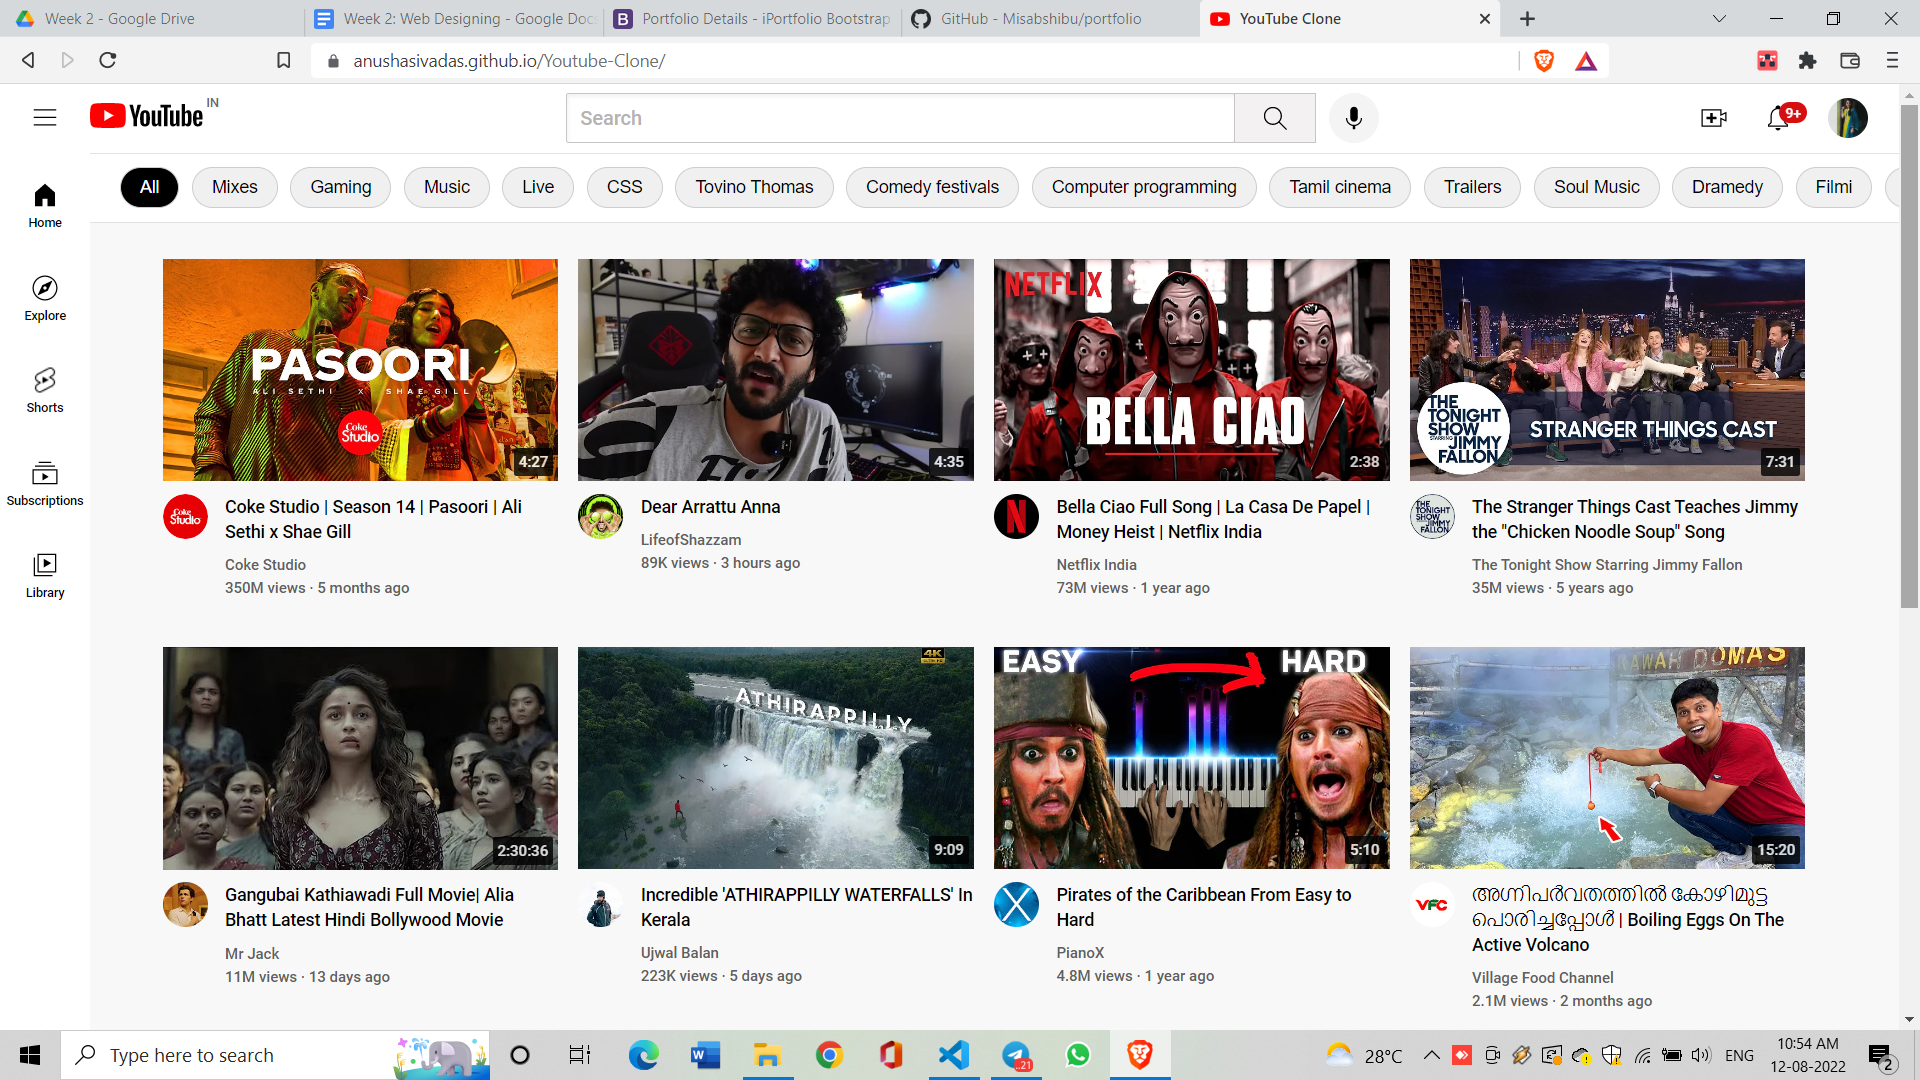 Week 2 - Google Drive
Week 2: Web Designing - Google Docs
Portfolio Details - iPortfolio Bootstrap
GitHub - Misabshibu/portfolio
YouTube Clone
anushasivadas.github.io/Youtube-Clone/
YouTube IN
Search
9+
All
Mixes
Gaming
Music
Live
CSS
Tovino Thomas
Comedy festivals
Computer programming
Tamil cinema
Trailers
Soul Music
Dramedy
Filmi
Home
Explore
Shorts
Subscriptions
Library
PASOORI
ALI SETHI X SHAE GILL
Coke Studio
4:27
Coke Studio
Coke Studio | Season 14 | Pasoori | Ali
Sethi x Shae Gill
Coke Studio
350M views · 5 months ago
4:35
Dear Arrattu Anna
LifeofShazzam
89K views · 3 hours ago
NETFLIX
BELLA CIAO
2:38
N
Bella Ciao Full Song | La Casa De Papel |
Money Heist | Netflix India
Netflix India
73M views · 1 year ago
THE
TONIGHT
SHOW
STARRING
JIMMY
FALLON
STRANGER THINGS CAST
7:31
THE
TONIGHT
SHOW
JIMMY
FALLON
The Stranger Things Cast Teaches Jimmy
the "Chicken Noodle Soup" Song
The Tonight Show Starring Jimmy Fallon
35M views · 5 years ago
2:30:36
Gangubai Kathiawadi Full Movie| Alia
Bhatt Latest Hindi Bollywood Movie
Mr Jack
11M views · 13 days ago
4K
ATHIRAPPILLY
9:09
Incredible 'ATHIRAPPILLY WATERFALLS' In
Kerala
Ujwal Balan
223K views · 5 days ago
EASY
HARD
5:10
X
Pirates of the Caribbean From Easy to
Hard
PianoX
4.8M views · 1 year ago
RAWAH DOMAS
15:20
VFC
അഗ്നിപർവതത്തിൽ കോഴിമുട്ട
പൊരിച്ചപ്പോൾ | Boiling Eggs On The
Active Volcano
Village Food Channel
2.1M views · 2 months ago
Type here to search
21
28°C
ENG
10:54 AM
12-08-2022
2